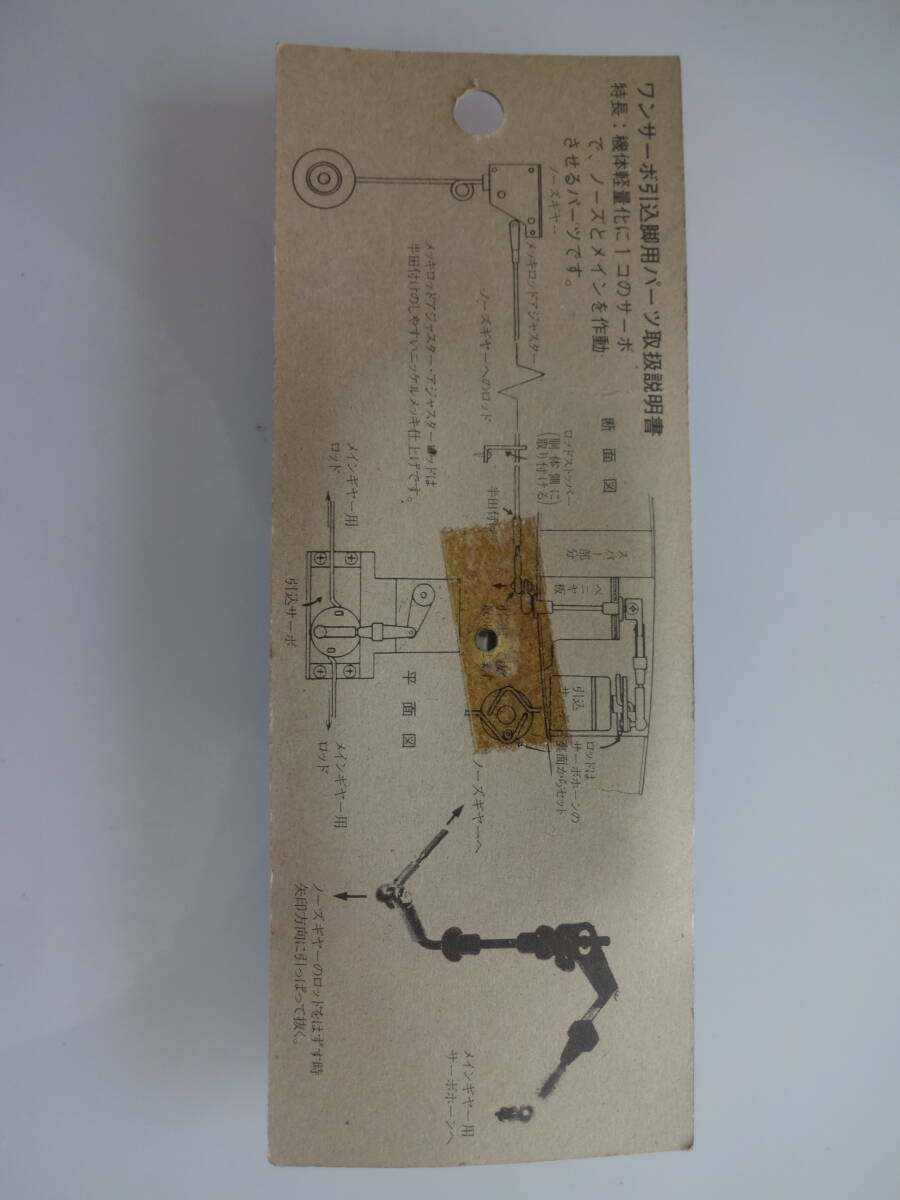 ワンサーボ引込脚用パーツ取扱説明書
特長：機体軽量化に1コのサーボ
で、ノーズとメインを作動
させるパーツです。
ノーズギヤー
メッキロッドアジャスター
ノーズギヤーへのロッド
メッキロッドアジャスター・アジャスターロッドは
半田付けのしやすいニッケルメッキ仕上げです。
断面図
ロッドストッパー
(胴体側に
取り付ける)
半田付け
スパー
部分
ベニヤ
板
引込
ロッドは
サーボホーンの
裏面からセット
メインギヤー用
ロッド
引込サーボ
平面図
メインギヤー用
ロッド
ノーズギヤーへ
ノーズギヤーのロッドをはずす時
矢印方向に引っぱって抜く。
メインギヤー用
サーボホーンへ